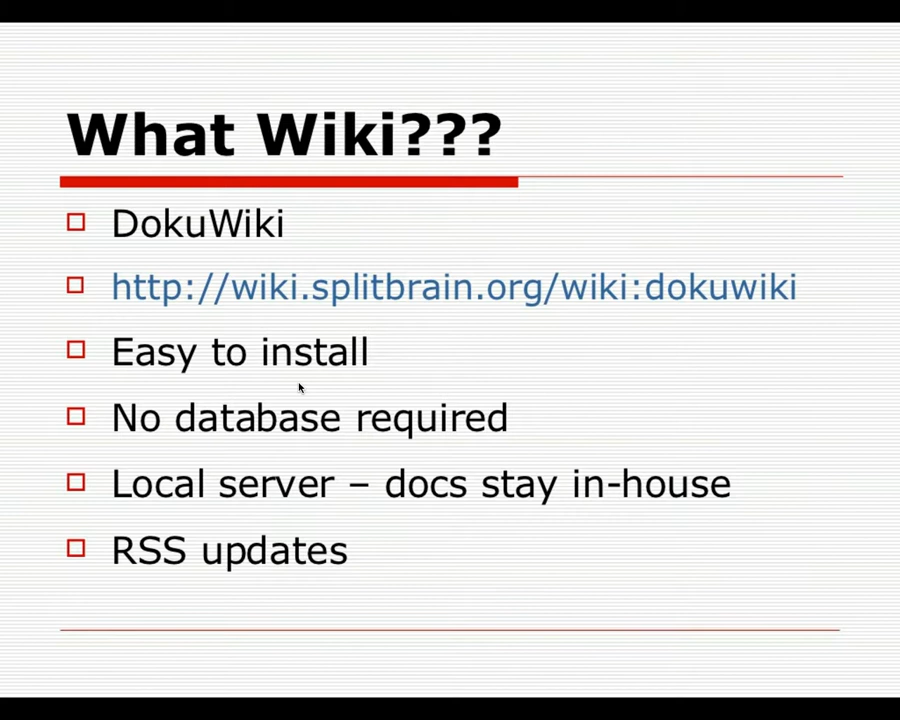 What Wiki???
DokuWiki
http://wiki.splitbrain.org/wiki:dokuwiki
Easy to install
No database required
Local server – docs stay in-house
RSS updates